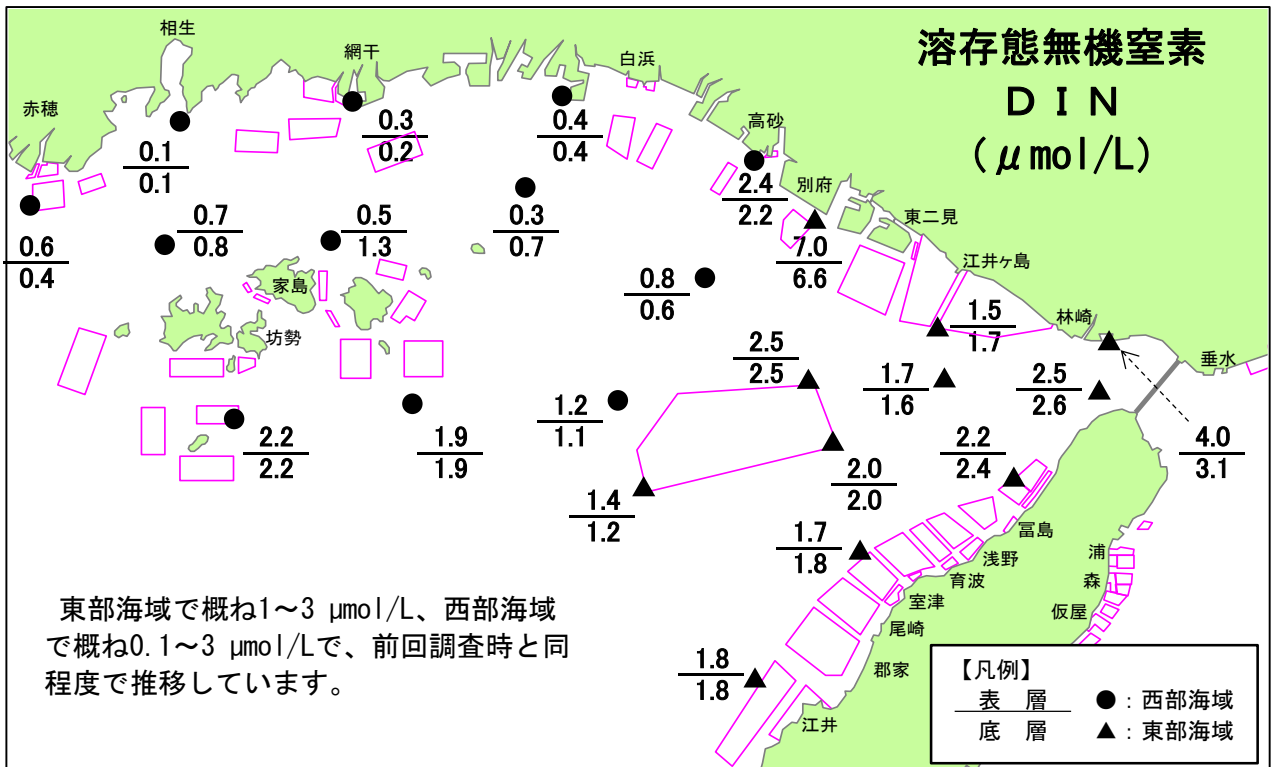 溶存態無機窒素
ＤＩＮ
(μmol/L)
相生
網干
白浜
赤穂
高砂
別府
東二見
江井ヶ島
林崎
垂水
家島
坊勢
0.1
0.1
0.3
0.2
0.4
0.4
2.4
2.2
7.0
6.6
0.6
0.4
0.7
0.8
0.5
1.3
0.3
0.7
0.8
0.6
1.5
1.7
2.5
2.5
1.7
1.6
2.5
2.6
4.0
3.1
2.2
2.2
1.9
1.9
1.2
1.1
2.0
2.0
2.2
2.4
1.4
1.2
1.7
1.8
1.8
1.8
冨島
浅野
育波
室津
尾崎
郡家
江井
浦
森
仮屋
東部海域で概ね1～3 μmol/L、西部海域
で概ね0.1～3 μmol/Lで、前回調査時と同
程度で推移しています。
【凡例】
表 層
底 層
●：西部海域
▲：東部海域